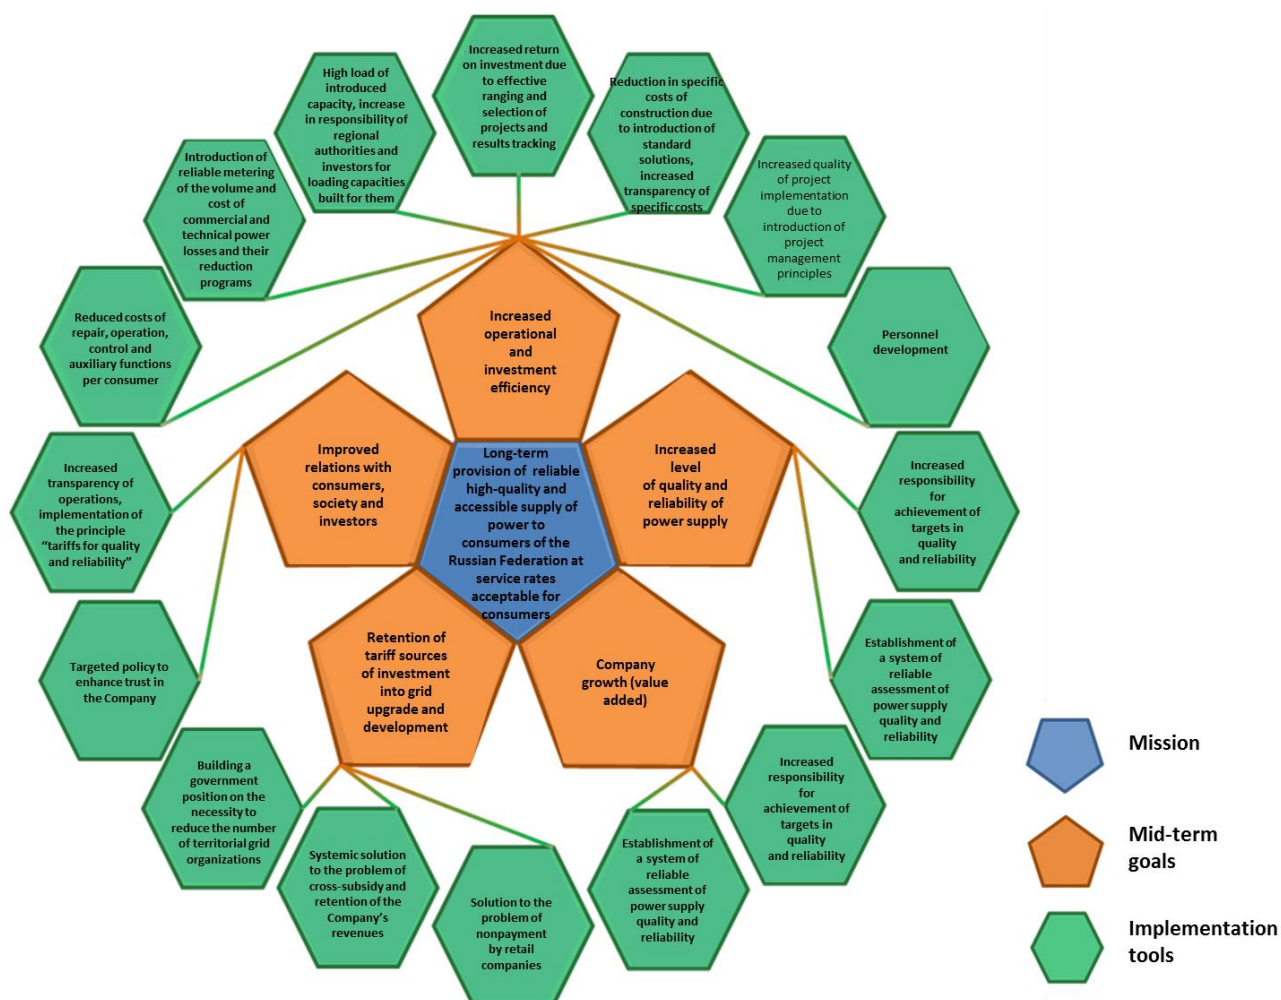 Increased return
on investment due
to effective
ranging and
selection of
projects and
results tracking
High load of
introduced
capacity, increase
in responsibility of
regional
authorities and
investors for
loading capacities
built for them
Reduction in specific
costs of
construction due
to introduction of
standard
solutions,
increased
transparency of
specific costs
Introduction of
reliable metering
of the volume and
cost of
commercial and
technical power
losses and their
reduction
programs
Increased quality
of project
implementation
due to
introduction of
project
management
principles
Reduced costs of
repair, operation,
control and
auxiliary functions
per consumer
Personnel
development
Increased
operational
and
investment
efficiency
Improved
relations with
consumers,
society and
investors
Increased
level
of quality and
reliability of
power supply
Long-term
provision of reliable
high-quality and
accessible supply of
power to
consumers of the
Russian Federation at
service rates
acceptable for
consumers
Increased
transparency of
operations,
implementation of
the principle
“tariffs for quality
and reliability”
Increased
responsibility
for
achievement of
targets in
quality
and reliability
Targeted policy to
enhance trust in
the Company
Retention of
tariff sources
of investment
into grid
upgrade and
development
Company
growth (value
added)
Establishment of
a system of
reliable
assessment of
power supply
quality and
reliability
Building a
government
position on the
necessity to
reduce the number
of territorial grid
organizations
Systemic solution
to the problem of
cross-subsidy and
retention of the
Company’s
revenues
Solution to the
problem of
nonpayment
by retail
companies
Establishment of
a system of
reliable
assessment of
power supply
quality and
reliability
Increased
responsibility
for
achievement of
targets in
quality
and reliability
Mission
Mid-term
goals
Implementation
tools